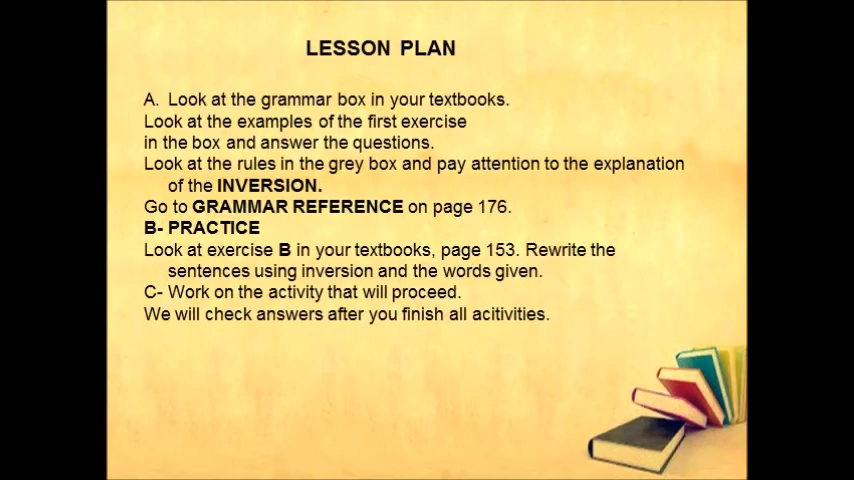 LESSON PLAN
A. Look at the grammar box in your textbooks.
Look at the examples of the first exercise
in the box and answer the questions.
Look at the rules in the grey box and pay attention to the explanation
of the INVERSION.
Go to GRAMMAR REFERENCE on page 176.
B- PRACTICE
Look at exercise B in your textbooks, page 153. Rewrite the
sentences using inversion and the words given.
C- Work on the activity that will proceed.
We will check answers after you finish all acitivities.